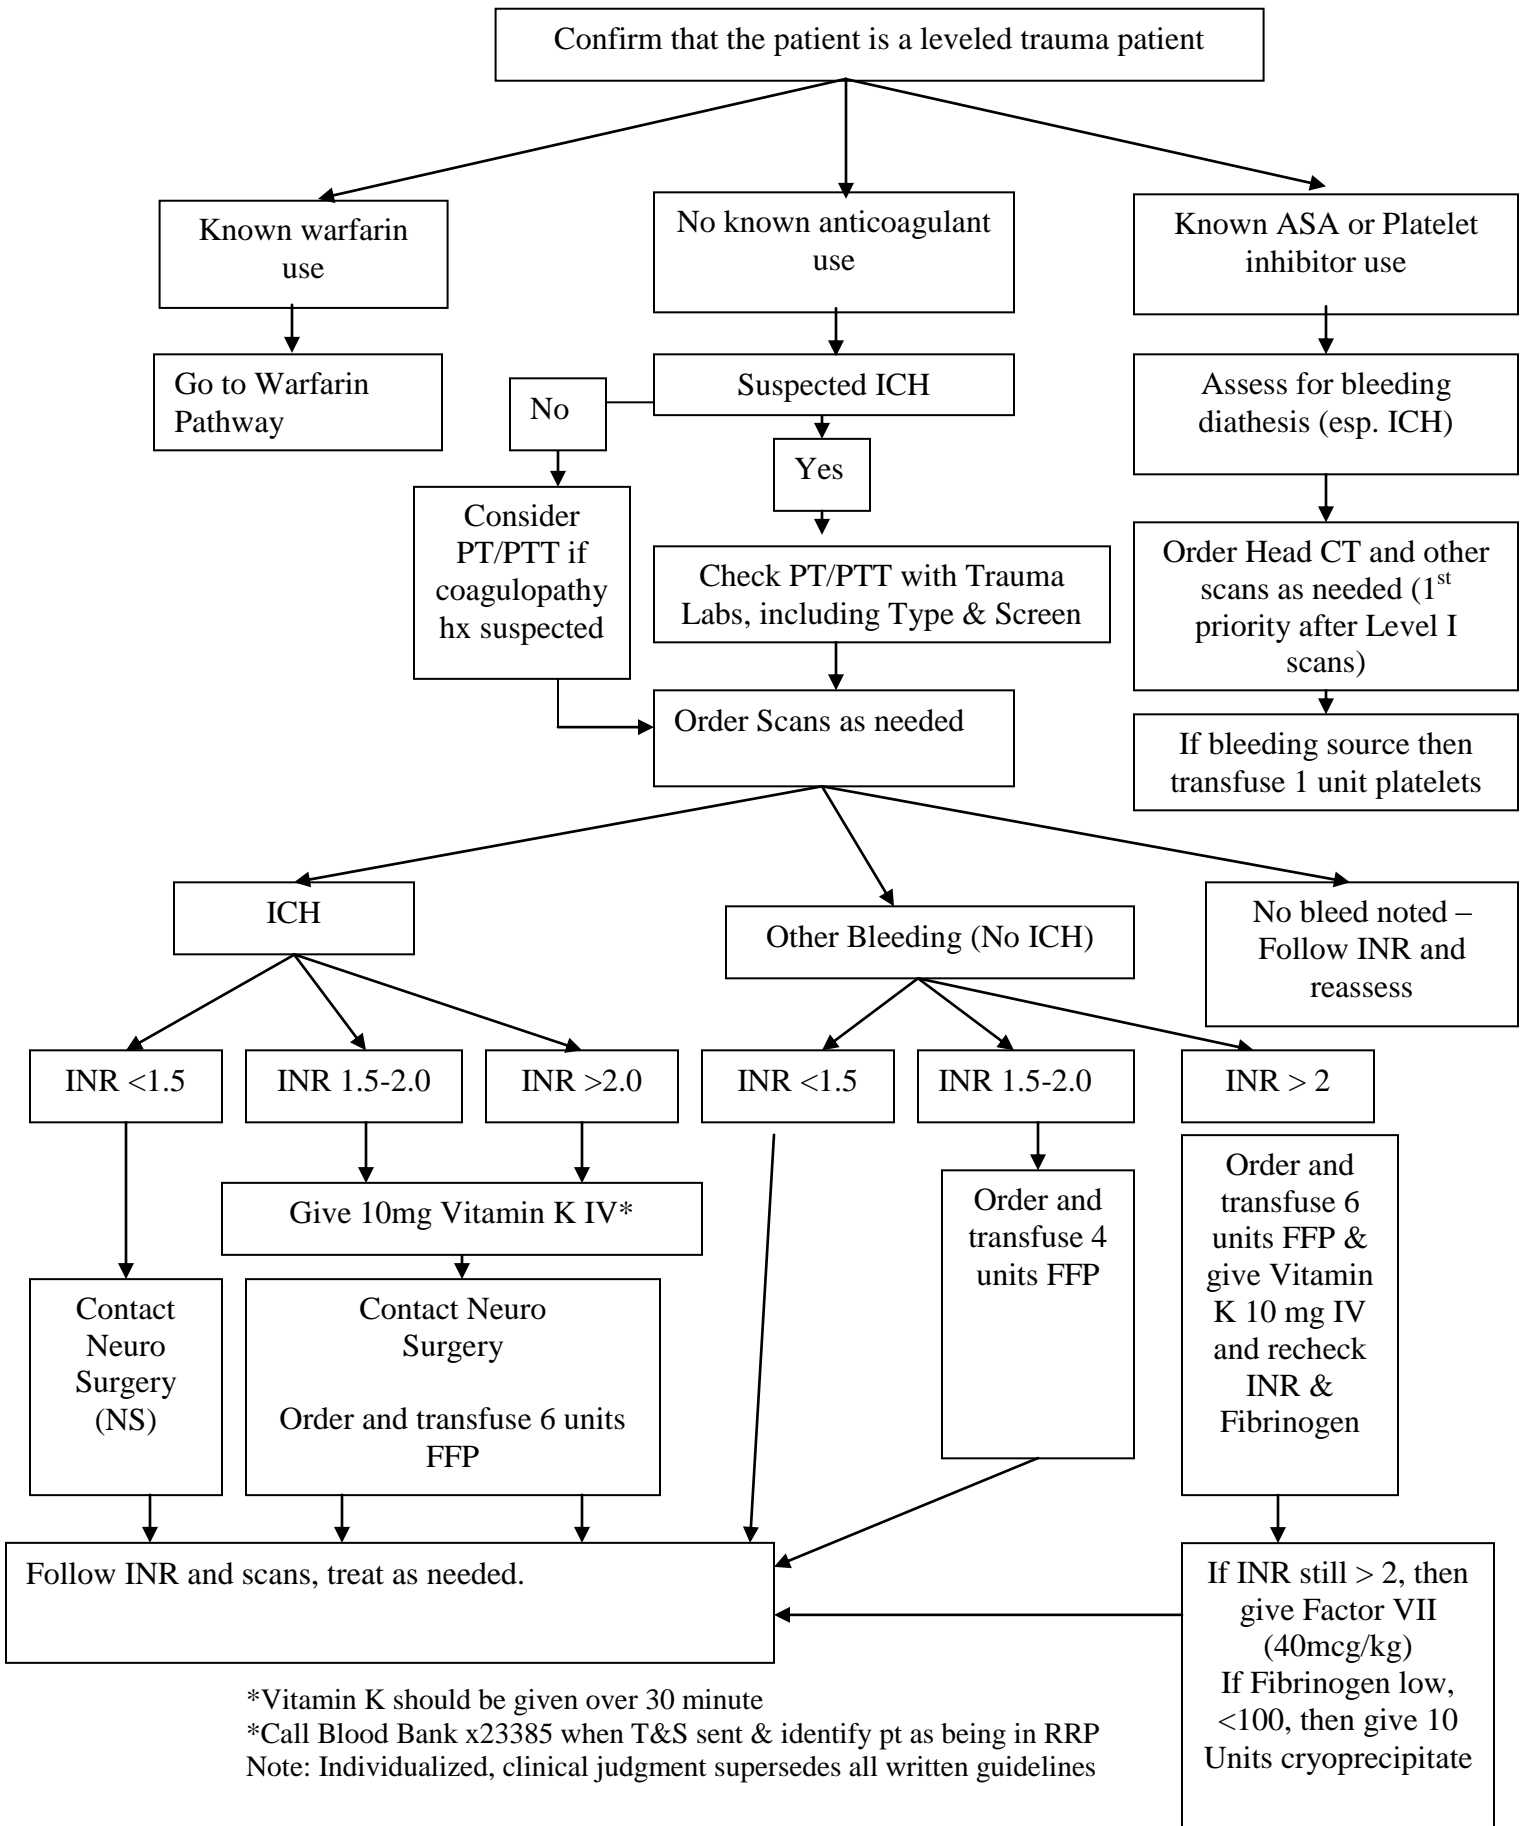 Confirm that the patient is a leveled trauma patient
Known warfarin
use
No known anticoagulant
use
Known ASA or Platelet
inhibitor use
Go to Warfarin
Pathway
No
Suspected ICH
Assess for bleeding
diathesis (esp. ICH)
Yes
Consider
PT/PTT if
coagulopathy
hx suspected
Check PT/PTT with Trauma
Labs, including Type & Screen
Order Head CT and other
scans as needed (1st
priority after Level I
scans)
Order Scans as needed
If bleeding source then
transfuse 1 unit platelets
ICH
Other Bleeding (No ICH)
No bleed noted –
Follow INR and
reassess
INR <1.5
INR 1.5-2.0
INR >2.0
INR <1.5
INR 1.5-2.0
INR > 2
Give 10mg Vitamin K IV*
Order and
transfuse 4
units FFP
Order and
transfuse 6
units FFP &
give Vitamin
K 10 mg IV
and recheck
INR &
Fibrinogen
Contact
Neuro
Surgery
(NS)
Contact Neuro
Surgery
Order and transfuse 6 units
FFP
Follow INR and scans, treat as needed.
If INR still > 2, then
give Factor VII
(40mcg/kg)
If Fibrinogen low,
<100, then give 10
Units cryoprecipitate
*Vitamin K should be given over 30 minute
*Call Blood Bank x23385 when T&S sent & identify pt as being in RRP
Note: Individualized, clinical judgment supersedes all written guidelines